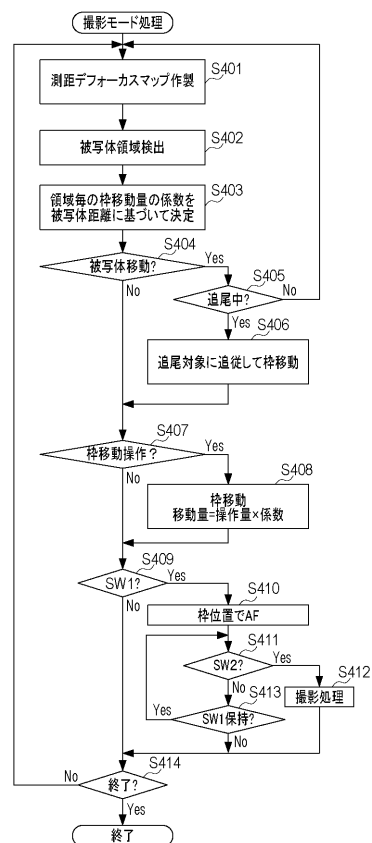 撮影モード処理
S401
測距デフォーカスマップ作製
S402
被写体領域検出
S403
領域毎の枠移動量の係数を
被写体距離に基づいて決定
S404
被写体移動?
Yes
No
S405
追尾中?
No
Yes
S406
追尾対象に追従して枠移動
S407
枠移動操作?
Yes
No
S408
枠移動
移動量=操作量×係数
S409
SW1?
Yes
No
S410
枠位置でAF
S411
SW2?
Yes
No
S412
撮影処理
S413
SW1保持?
Yes
No
S414
終了?
No
Yes
終了